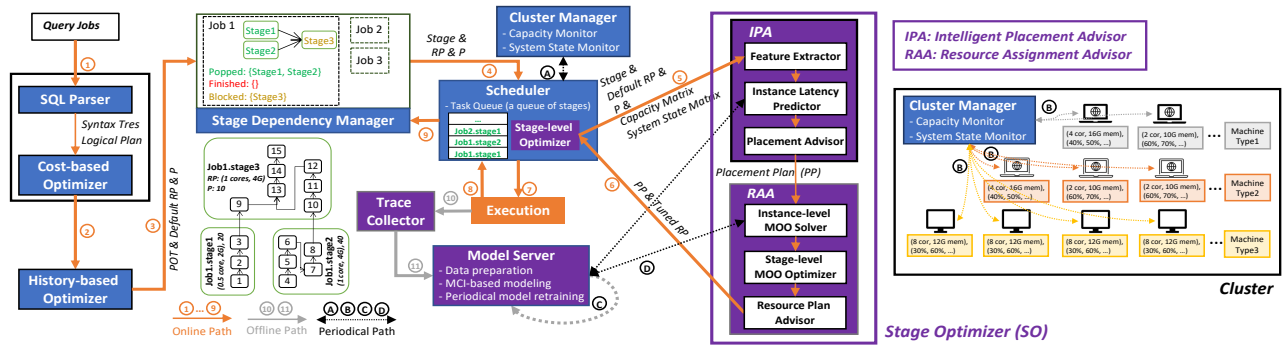 Query Jobs
1
SQL Parser
Syntax Tres
Logical Plan
Cost-based
Optimizer
2
History-based
Optimizer
3
POT & Default RP & P
Job 1
Stage1
Stage2
Stage3
Job 2
Job 3
Popped: {Stage1, Stage2}
Finished: {}
Blocked: {Stage3}
Stage Dependency Manager
Job1.stage3
RP: (1 cores, 4G)
P: 10
15
14
13
12
11
10
9
Job1.stage1
(0.5 core, 2G), 20
3
2
1
6
5
4
8
7
Job1.stage2
(1 core, 4G), 40
1 ... 9
Online Path
10 11
Offline Path
A B C D
Periodical Path
Stage &
RP & P
4
9
Cluster Manager
- Capacity Monitor
- System State Monitor
A
Scheduler
- Task Queue (a queue of stages)
...
Job2.stage1
Job1.stage2
Job1.stage1
Stage-level
Optimizer
8
7
Execution
10
Trace
Collector
11
Model Server
- Data preparation
- MCI-based modeling
- Periodical model retraining
C
D
Stage &
Default RP &
P &
Capacity Matrix
System State Matrix
5
6
PP & Tuned RP
IPA
Feature Extractor
Instance Latency
Predictor
Placement Advisor
Placement Plan (PP)
RAA
Instance-level
MOO Solver
Stage-level
MOO Optimizer
Resource Plan
Advisor
Stage Optimizer (SO)
IPA: Intelligent Placement Advisor
RAA: Resource Assignment Advisor
Cluster Manager
- Capacity Monitor
- System State Monitor
B
B
B
(4 cor, 16G mem),
(40%, 50%, ...)
(2 cor, 10G mem),
(60%, 70%, ...)
...
Machine
Type1
(4 cor, 16G mem),
(40%, 50%, ...)
(2 cor, 10G mem),
(60%, 70%, ...)
(2 cor, 10G mem),
(60%, 70%, ...)
...
Machine
Type2
(8 cor, 12G mem)
(30%, 60%, ...)
(8 cor, 12G mem)
(30%, 60%, ...)
(8 cor, 12G mem)
(30%, 60%, ...)
(8 cor, 12G mem)
(30%, 60%, ...)
...
Machine
Type3
Cluster